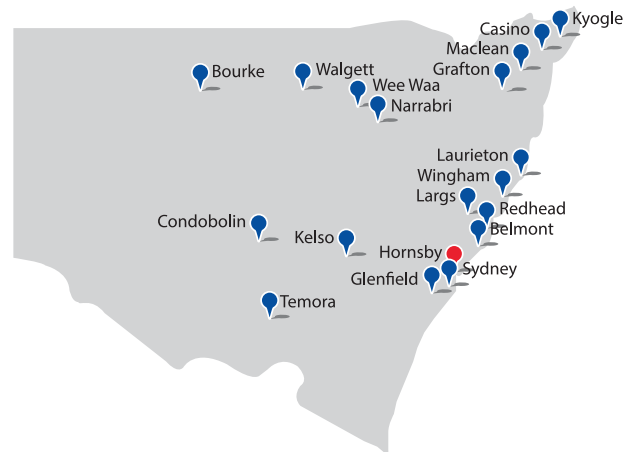 Kyogle
Casino
Maclean
Grafton
Bourke
Walgett
Wee Waa
Narrabri
Laurieton
Wingham
Largs
Redhead
Belmont
Condobolin
Kelso
Hornsby
Sydney
Glenfield
Temora